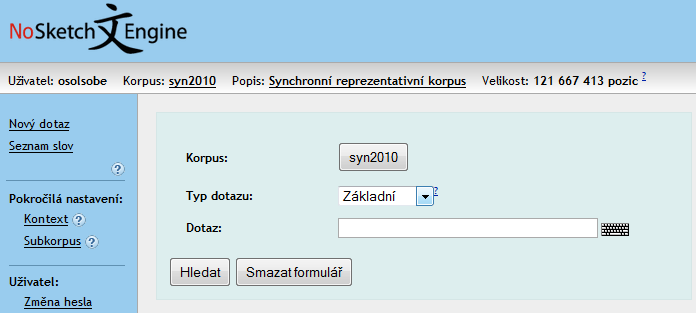 NoSketch文Engine
Uživatel: osolsobe Korpus: syn2010 Popis: Synchronní reprezentativní korpus Velikost: 121 667 413 pozic ?
Nový dotaz
Seznam slov
?
Pokročilá nastavení:
Kontext ?
Subkorpus ?
Uživatel:
Změna hesla
Korpus: syn2010
Typ dotazu: Základní ?
Dotaz:
Hledat Smazat formulář